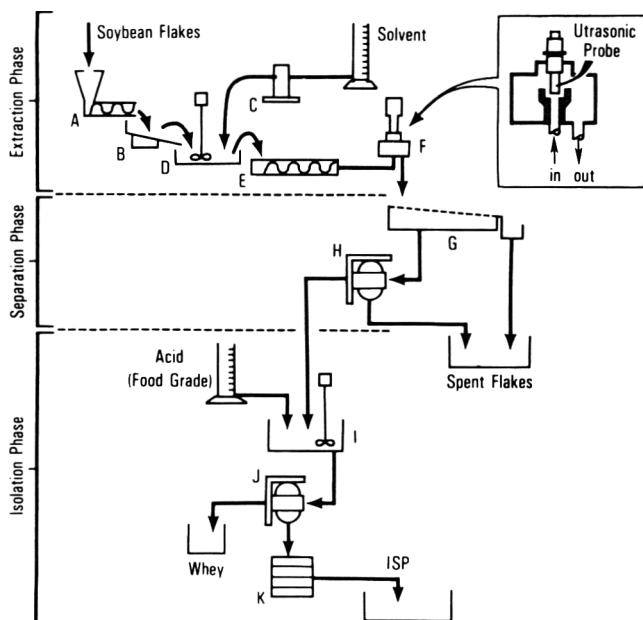 Extraction Phase
Soybean Flakes
Solvent
Utrasonic
Probe
A
B
C
D
E
F
in out
Separation Phase
G
H
Spent Flakes
Isolation Phase
Acid
(Food Grade)
I
J
Whey
K
ISP